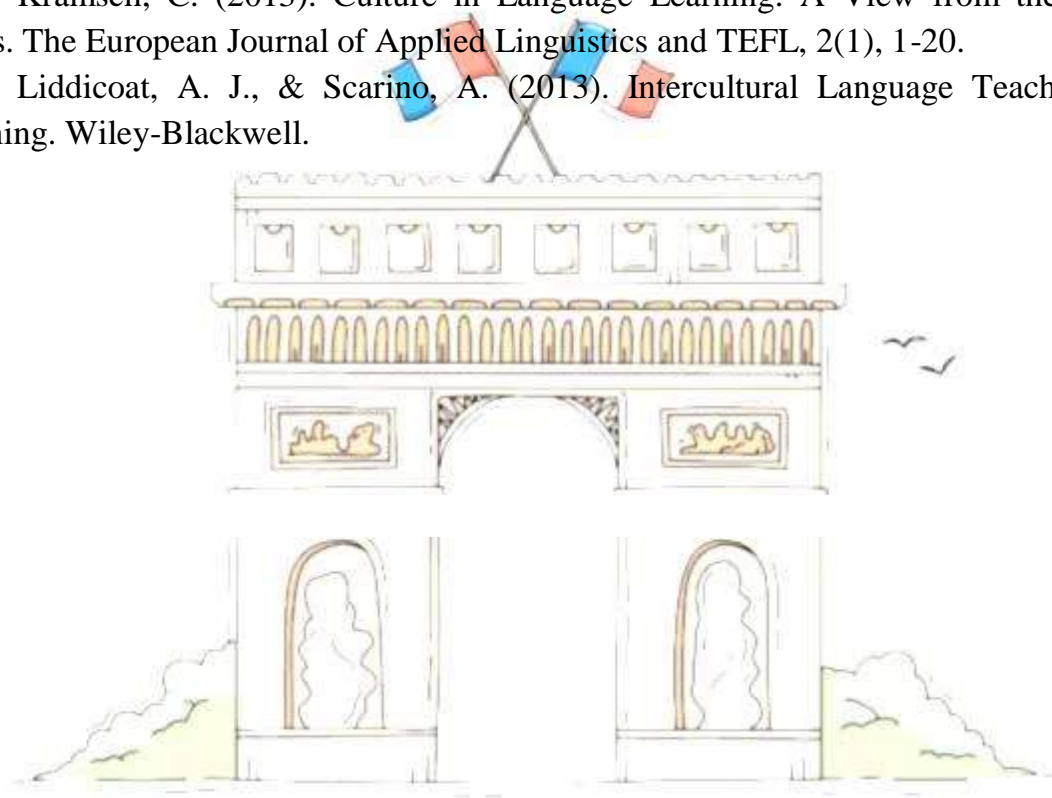 Kramsch, C. (2013). Culture in Language Learning: A View from the
s. The European Journal of Applied Linguistics and TEFL, 2(1), 1-20.
Liddicoat, A. J., & Scarino, A. (2013). Intercultural Language Teach
ning. Wiley-Blackwell.